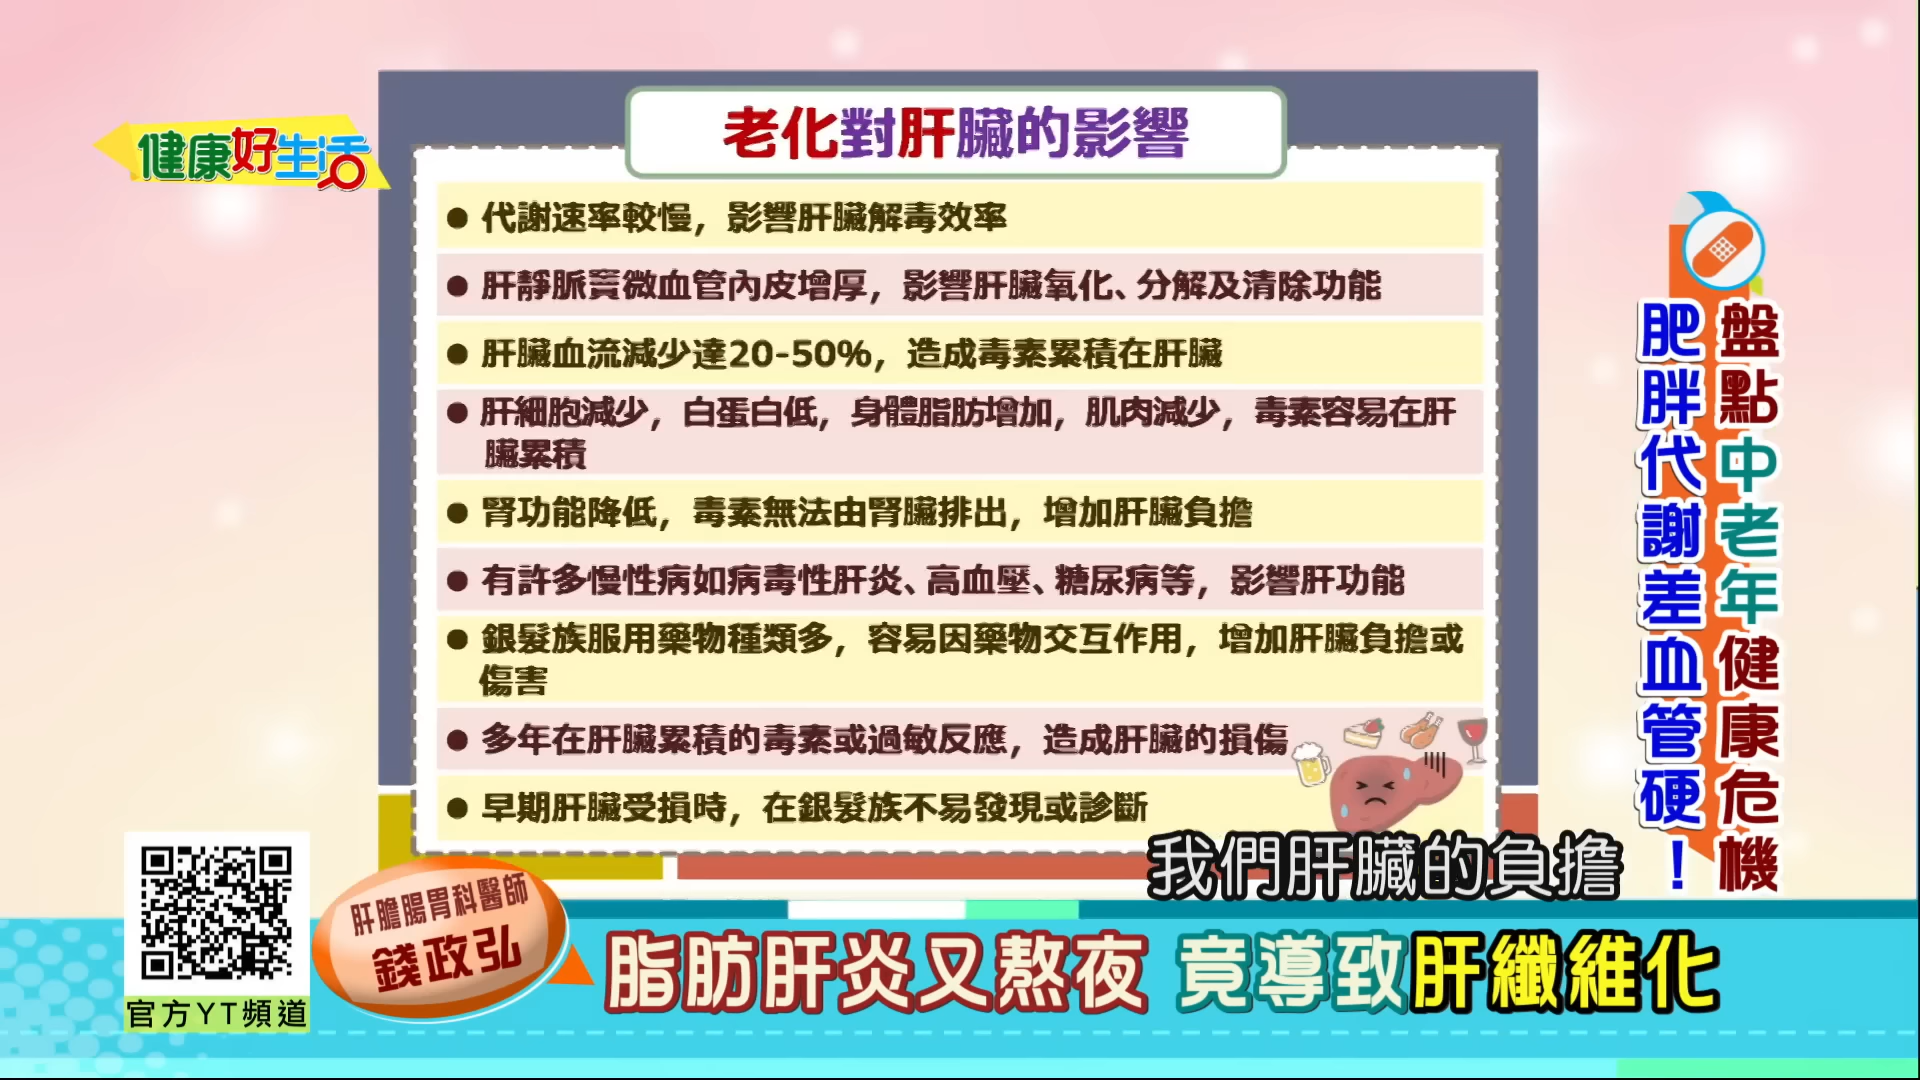 健康好生活
老化對肝臟的影響
● 代謝速率較慢，影響肝臟解毒效率
● 肝靜脈竇微血管內皮增厚，影響肝臟氧化、分解及清除功能
● 肝臟血流減少達20-50%，造成毒素累積在肝臟
● 肝細胞減少，白蛋白低，身體脂肪增加，肌肉減少，毒素容易在肝
臟累積
● 腎功能降低，毒素無法由腎臟排出，增加肝臟負擔
● 有許多慢性病如病毒性肝炎、高血壓、糖尿病等，影響肝功能
● 銀髮族服用藥物種類多，容易因藥物交互作用，增加肝臟負擔或
傷害
● 多年在肝臟累積的毒素或過敏反應，造成肝臟的損傷
● 早期肝臟受損時，在銀髮族不易發現或診斷
盤點中老年健康危機
肥胖代謝差血管硬！
我們肝臟的負擔
肝膽腸胃科醫師
錢政弘
脂肪肝炎又熬夜 竟導致肝纖維化
官方YT頻道